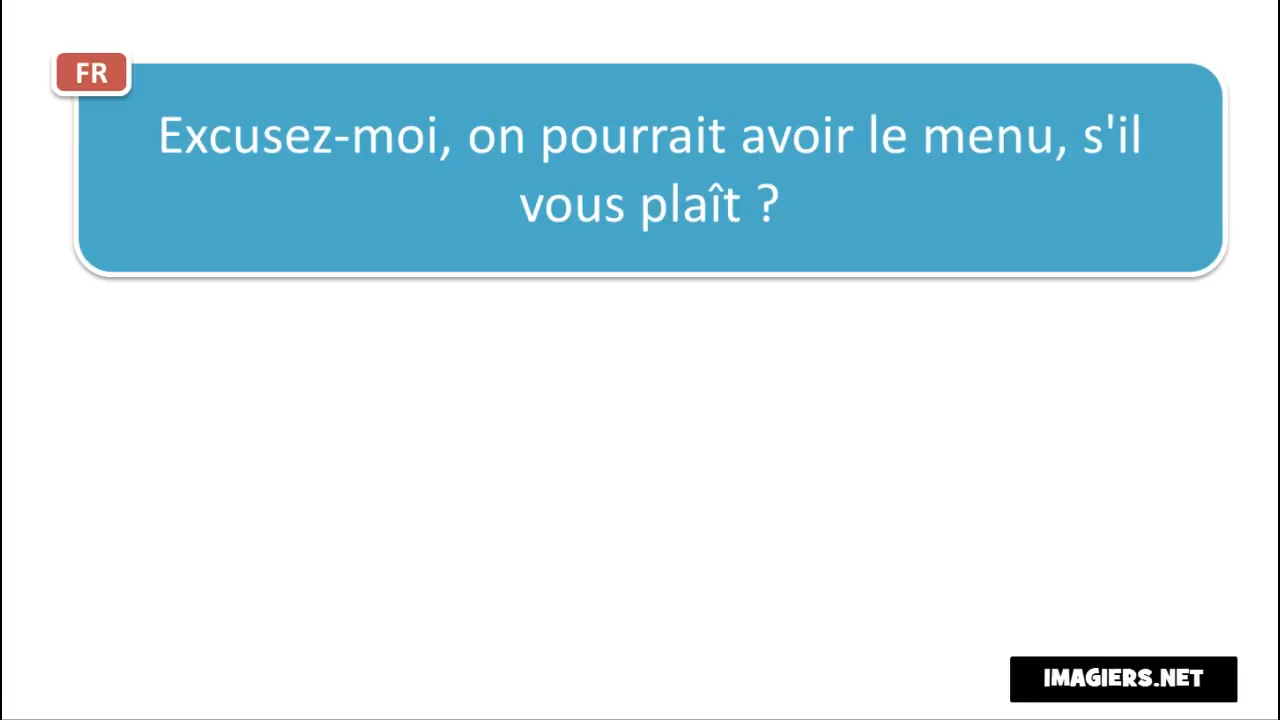 FR
Excusez-moi, on pourrait avoir le menu, s'il
vous plaît ?
IMAGIERS.NET